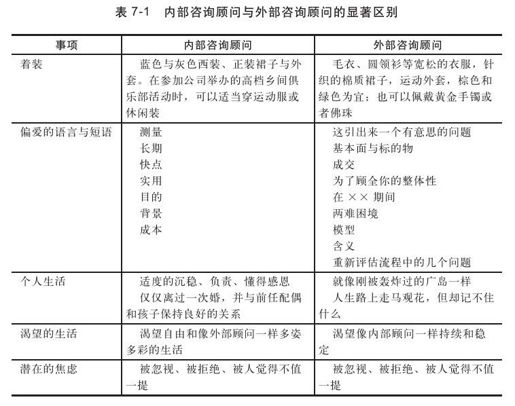 表 7-1 内部咨询顾问与外部咨询顾问的显著区别
事项 内部咨询顾问 外部咨询顾问
着装
蓝色与灰色西装、正装裙子与外
套。在参加公司举办的高档乡间俱
乐部活动时，可以适当穿运动服或
休闲装
毛衣、圆领衫等宽松的衣服，针
织的棉质裙子，运动外套，棕色和
绿色为宜；也可以佩戴黄金手镯或
者佛珠
偏爱的语言与短语
测量
长期
快点
实用
目的
背景
成本
这引出来一个有意思的问题
基本面与标的物
成交
为了顾全你的整体性
在 ×× 期间
两难困境
模型
含义
重新评估流程中的几个问题
个人生活
适度的沉稳、负责、懂得感恩
仅仅离过一次婚，并与前任配偶
和孩子保持良好的关系
就像刚被轰炸过的广岛一样
人生路上走马观花，但却记不住
什么
渴望的生活
渴望自由和像外部顾问一样多姿
多彩的生活
渴望像内部顾问一样持续和稳
定
潜在的焦虑
被忽视、被拒绝、被人觉得不值
一提
被忽视、被拒绝、被人觉得不值
一提